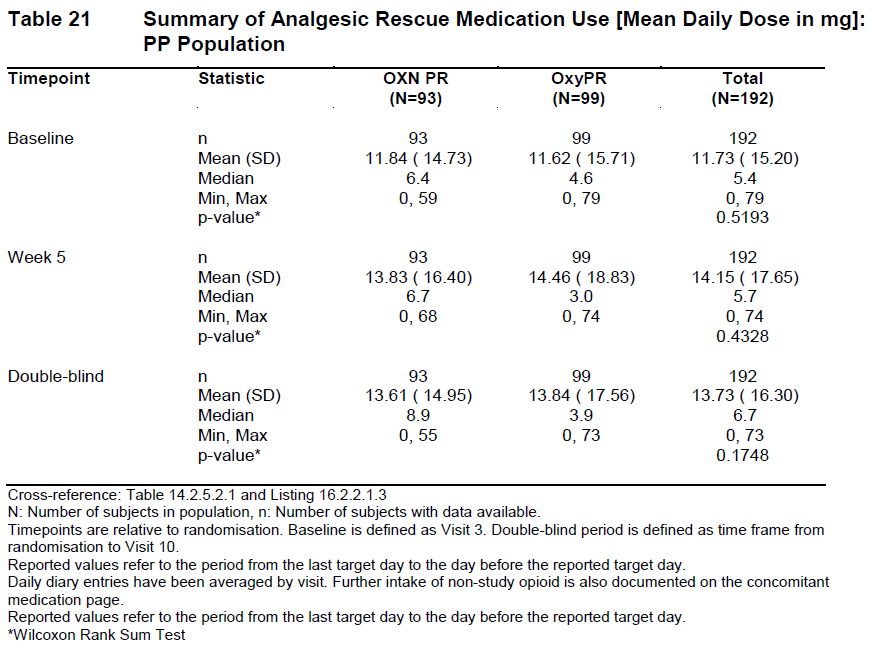 Table 21 Summary of Analgesic Rescue Medication Use [Mean Daily Dose in mg]:
PP Population
Timepoint Statistic OXN PR OxyPR Total
(N=93) (N=99) (N=192)
Baseline n 93 99 192
Mean (SD) 11.84 ( 14.73) 11.62 ( 15.71) 11.73 ( 15.20)
Median 6.4 4.6 5.4
Min, Max 0, 59 0, 79 0, 79
p-value* 0.5193
Week 5 n 93 99 192
Mean (SD) 13.83 ( 16.40) 14.46 ( 18.83) 14.15 ( 17.65)
Median 6.7 3.0 5.7
Min, Max 0, 68 0, 74 0, 74
p-value* 0.4328
Double-blind n 93 99 192
Mean (SD) 13.61 ( 14.95) 13.84 ( 17.56) 13.73 ( 16.30)
Median 8.9 3.9 6.7
Min, Max 0, 55 0, 73 0, 73
p-value* 0.1748
Cross-reference: Table 14.2.5.2.1 and Listing 16.2.2.1.3
N: Number of subjects in population, n: Number of subjects with data available.
Timepoints are relative to randomisation. Baseline is defined as Visit 3. Double-blind period is defined as time frame from
randomisation to Visit 10.
Reported values refer to the period from the last target day to the day before the reported target day.
Daily diary entries have been averaged by visit. Further intake of non-study opioid is also documented on the concomitant
medication page.
Reported values refer to the period from the last target day to the day before the reported target day.
*Wilcoxon Rank Sum Test